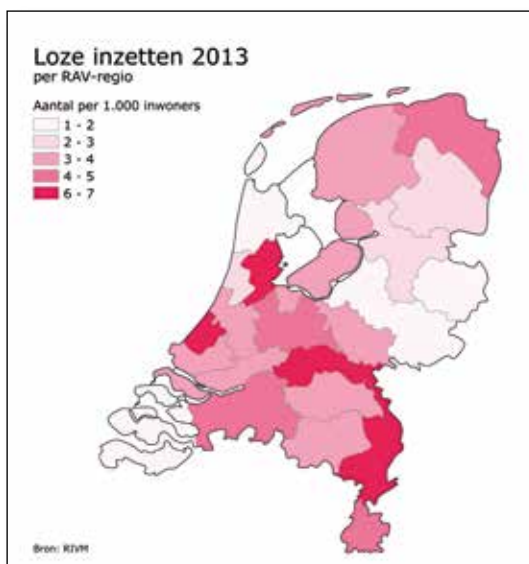 Loze inzetten 2013
per RAV-regio
Aantal per 1.000 inwoners
1 - 2
2 - 3
3 - 4
4 - 5
6 - 7
Bron: RIVM